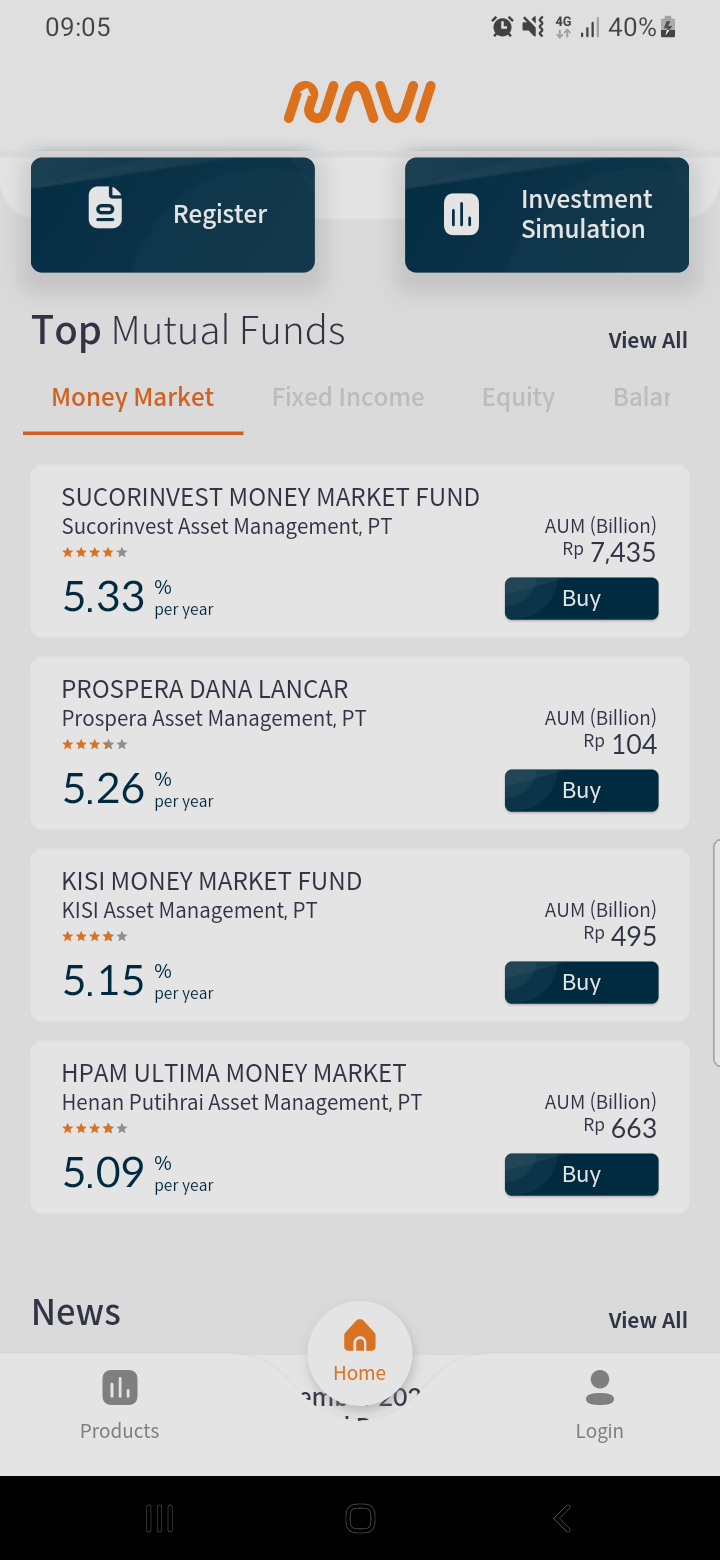 09:05
4G
40%
NAVI
Register
Investment
Simulation
Top Mutual Funds
View All
Money Market
Fixed Income
Equity
Balan
SUCORINVEST MONEY MARKET FUND
Sucorinvest Asset Management, PT
AUM (Billion)
Rp 7,435
5.33 % per year
Buy
PROSPERA DANA LANCAR
Prospera Asset Management, PT
AUM (Billion)
Rp 104
5.26 % per year
Buy
KISI MONEY MARKET FUND
KISI Asset Management, PT
AUM (Billion)
Rp 495
5.15 % per year
Buy
HPAM ULTIMA MONEY MARKET
Henan Putihrai Asset Management, PT
AUM (Billion)
Rp 663
5.09 % per year
Buy
News
View All
Home
Products
Login